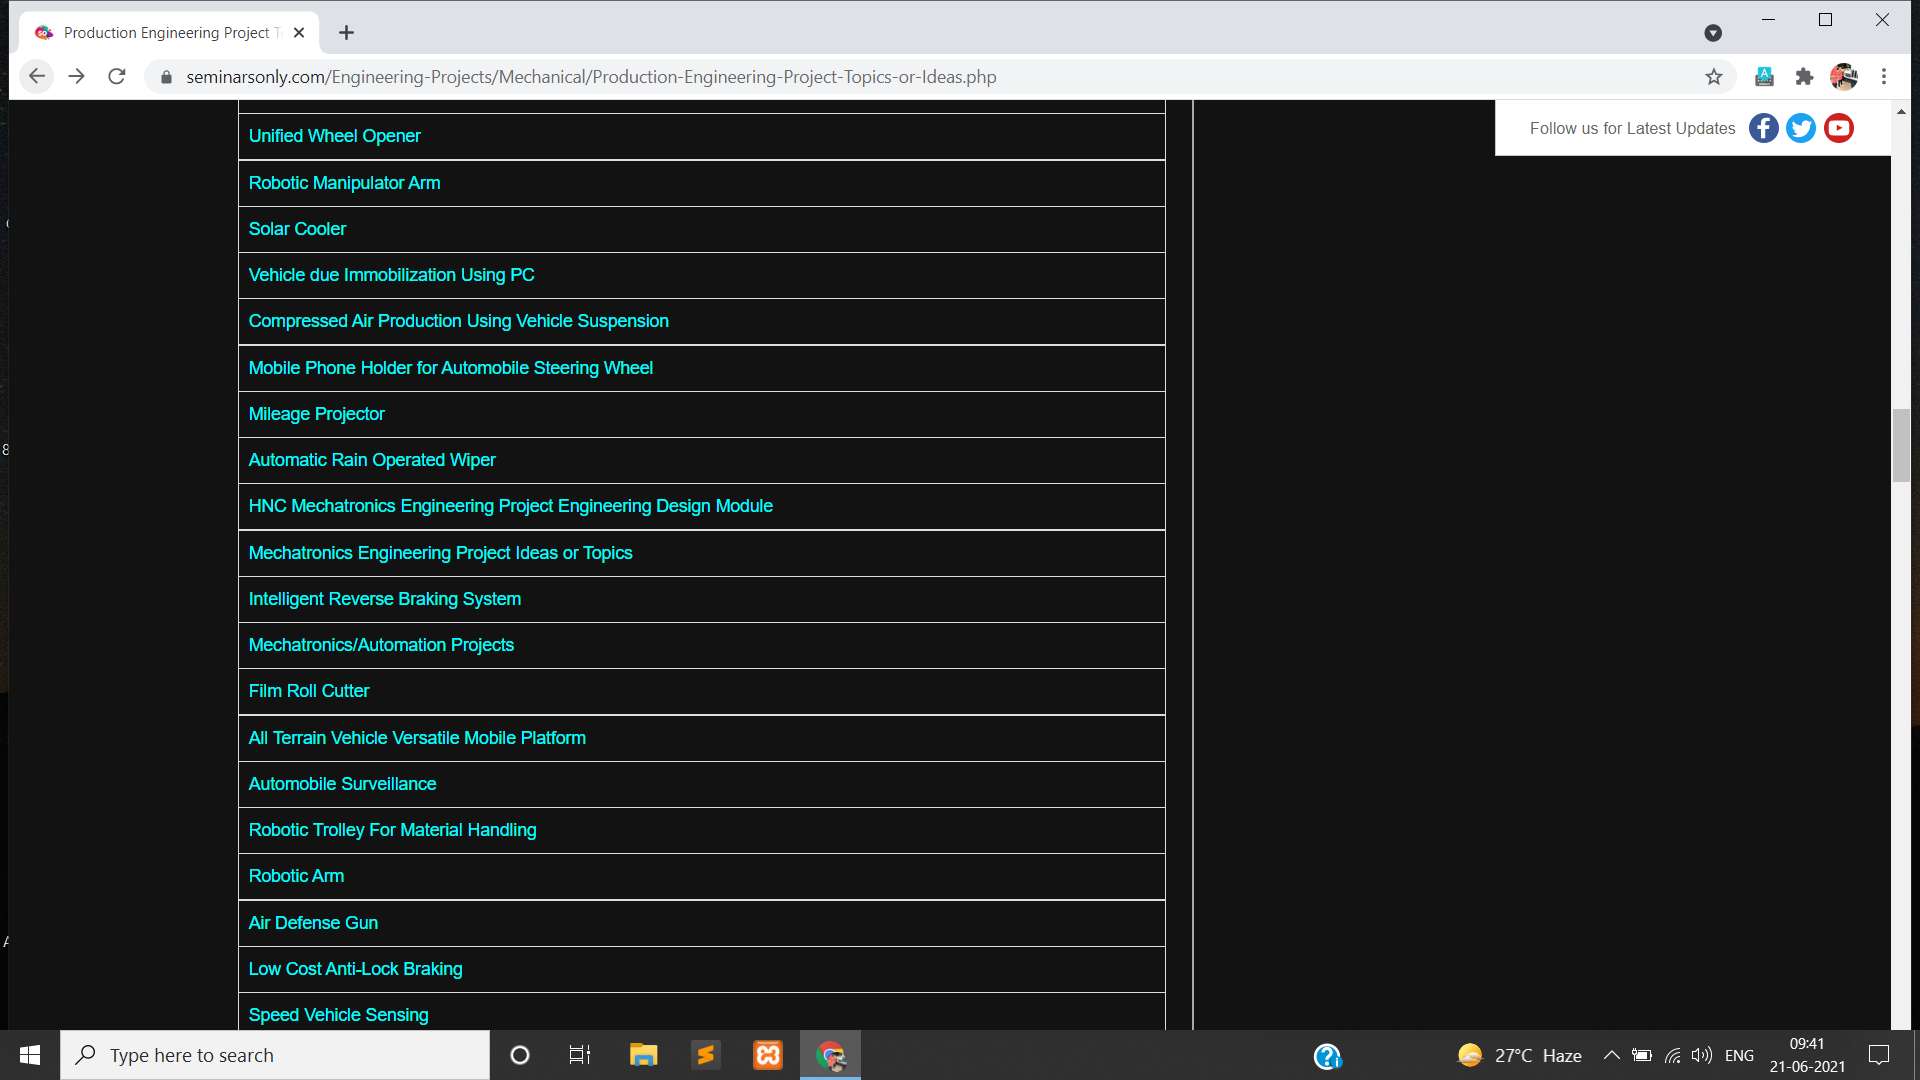 Production Engineering Project T
seminarsonly.com/Engineering-Projects/Mechanical/Production-Engineering-Project-Topics-or-Ideas.php
Follow us for Latest Updates
Unified Wheel Opener
Robotic Manipulator Arm
Solar Cooler
Vehicle due Immobilization Using PC
Compressed Air Production Using Vehicle Suspension
Mobile Phone Holder for Automobile Steering Wheel
Mileage Projector
Automatic Rain Operated Wiper
HNC Mechatronics Engineering Project Engineering Design Module
Mechatronics Engineering Project Ideas or Topics
Intelligent Reverse Braking System
Mechatronics/Automation Projects
Film Roll Cutter
All Terrain Vehicle Versatile Mobile Platform
Automobile Surveillance
Robotic Trolley For Material Handling
Robotic Arm
Air Defense Gun
Low Cost Anti-Lock Braking
Speed Vehicle Sensing
Type here to search
27°C Haze
ENG
09:41
21-06-2021